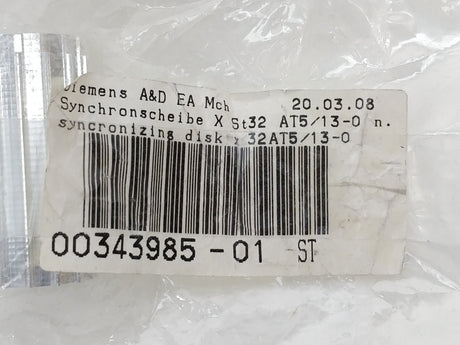 Siemens A&D EA Mch 20.03.08
Synchronscheibe X St32 AT5/13-0 n.
syncronizing disk x 32AT5/13-0
00343985-01 ST